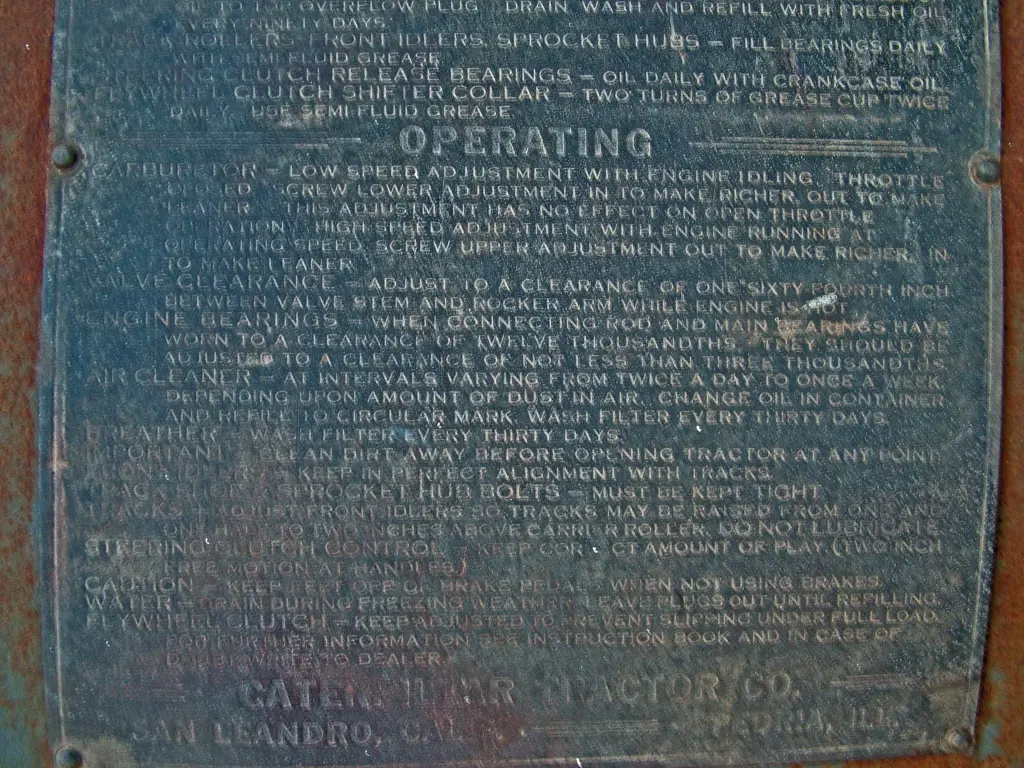 OIL TO TOP OVERFLOW PLUG. DRAIN WASH AND REFILL WITH FRESH OIL
EVERY NINETY DAYS.
TRACK ROLLERS, FRONT IDLERS, SPROCKET HUBS – FILL BEARINGS DAILY
WITH SEMI FLUID GREASE
STEERING CLUTCH RELEASE BEARINGS – OIL DAILY WITH CRANKCASE OIL.
FLYWHEEL CLUTCH SHIFTER COLLAR – TWO TURNS OF GREASE CUP TWICE
DAILY. USE SEMI-FLUID GREASE
OPERATING
CARBURETOR – LOW SPEED ADJUSTMENT WITH ENGINE IDLING. THROTTLE
CLOSED. SCREW LOWER ADJUSTMENT IN TO MAKE RICHER, OUT TO MAKE
LEANER. THIS ADJUSTMENT HAS NO EFFECT ON OPEN THROTTLE
HIGH SPEED ADJUSTMENT WITH ENGINE RUNNING AT
OPERATING SPEED. SCREW UPPER ADJUSTMENT OUT TO MAKE RICHER, IN
TO MAKE LEANER
VALVE CLEARANCE – ADJUST TO A CLEARANCE OF ONE SIXTY FOURTH INCH
BETWEEN VALVE STEM AND ROCKER ARM WHILE ENGINE IS HOT
ENGINE BEARINGS – WHEN CONNECTING ROD AND MAIN BEARINGS HAVE
WORN TO A CLEARANCE OF TWELVE THOUSANDTHS. THEY SHOULD BE
ADJUSTED TO A CLEARANCE OF NOT LESS THAN THREE THOUSANDTHS.
AIR CLEANER – AT INTERVALS VARYING FROM TWICE A DAY TO ONCE A WEEK,
DEPENDING UPON AMOUNT OF DUST IN AIR, CHANGE OIL IN CONTAINER
AND REFILL TO CIRCULAR MARK. WASH FILTER EVERY THIRTY DAYS.
BREATHER – WASH FILTER EVERY THIRTY DAYS.
IMPORTANT – CLEAN DIRT AWAY BEFORE OPENING TRACTOR AT ANY POINT.
KEEP IN PERFECT ALIGNMENT WITH TRACKS.
TRACK SHOE & SPROCKET HUB BOLTS – MUST BE KEPT TIGHT
TRACKS – ADJUST FRONT IDLERS SO TRACKS MAY BE RAISED FROM ONE AND
ONE HALF TO TWO INCHES ABOVE CARRIER ROLLER. DO NOT LUBRICATE.
STEERING CLUTCH CONTROL – KEEP CORRECT AMOUNT OF PLAY. (TWO INCH
FREE MOTION AT HANDLES)
CAUTION – KEEP FEET OFF OF BRAKE PEDAL WHEN NOT USING BRAKES.
WATER – DRAIN DURING FREEZING WEATHER. LEAVE PLUGS OUT UNTIL REFILLING.
FLYWHEEL CLUTCH – KEEP ADJUSTED TO PREVENT SLIPPING UNDER FULL LOAD.
FOR FURTHER INFORMATION SEE INSTRUCTION BOOK AND IN CASE OF
DOUBT WRITE TO DEALER
CATERPILLAR TRACTOR CO.
SAN LEANDRO, CAL. PEORIA, ILL.